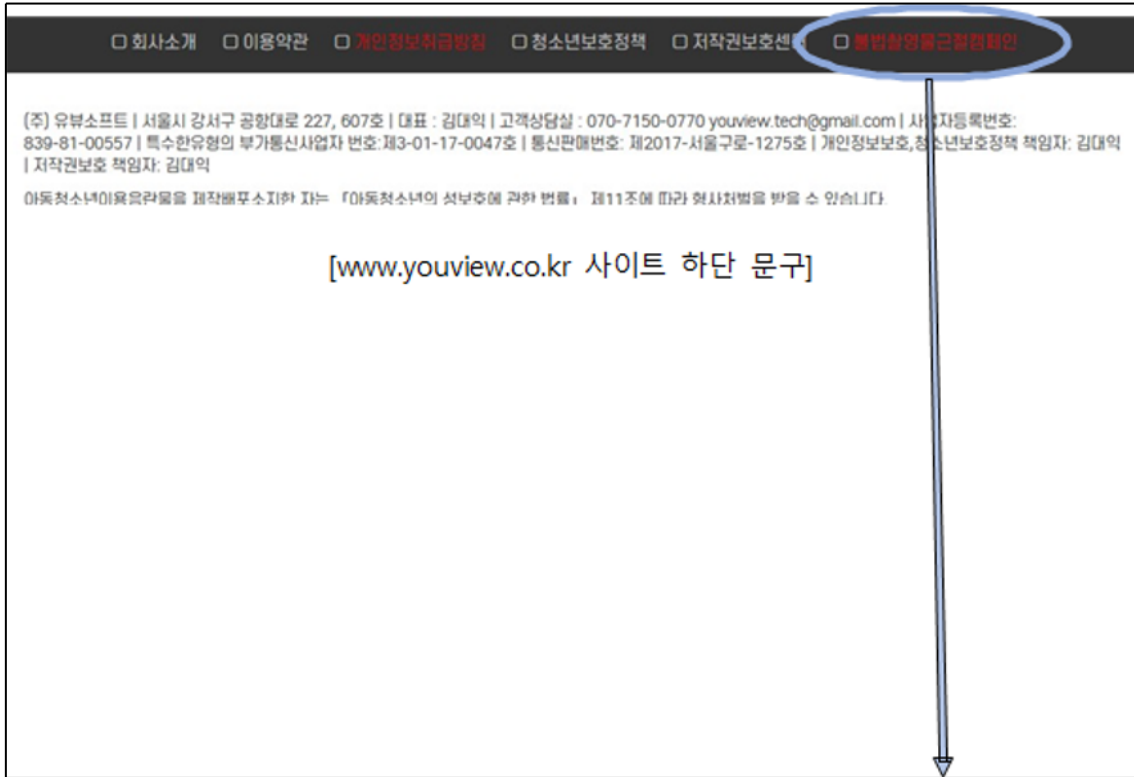 회사소개 이용약관 개인정보취급방침 청소년보호정책 저작권보호센터 불법촬영물근절캠페인
(주) 유뷰소프트 | 서울시 강서구 공항대로 227, 607호 | 대표 : 김대익 | 고객상담실 : 070-7150-0770 youview.tech@gmail.com | 사업자등록번호:
839-81-00557 | 특수한유형의 부가통신사업자 번호:제3-01-17-0047호 | 통신판매번호: 제2017-서울구로-1275호 | 개인정보보호,청소년보호정책 책임자: 김대익
| 저작권보호 책임자: 김대익
아동청소년이용음란물을 제작배포소지한 자는 「아동청소년의 성보호에 관한 법률」 제11조에 따라 형사처벌을 받을 수 있습니다.
[www.youview.co.kr 사이트 하단 문구]